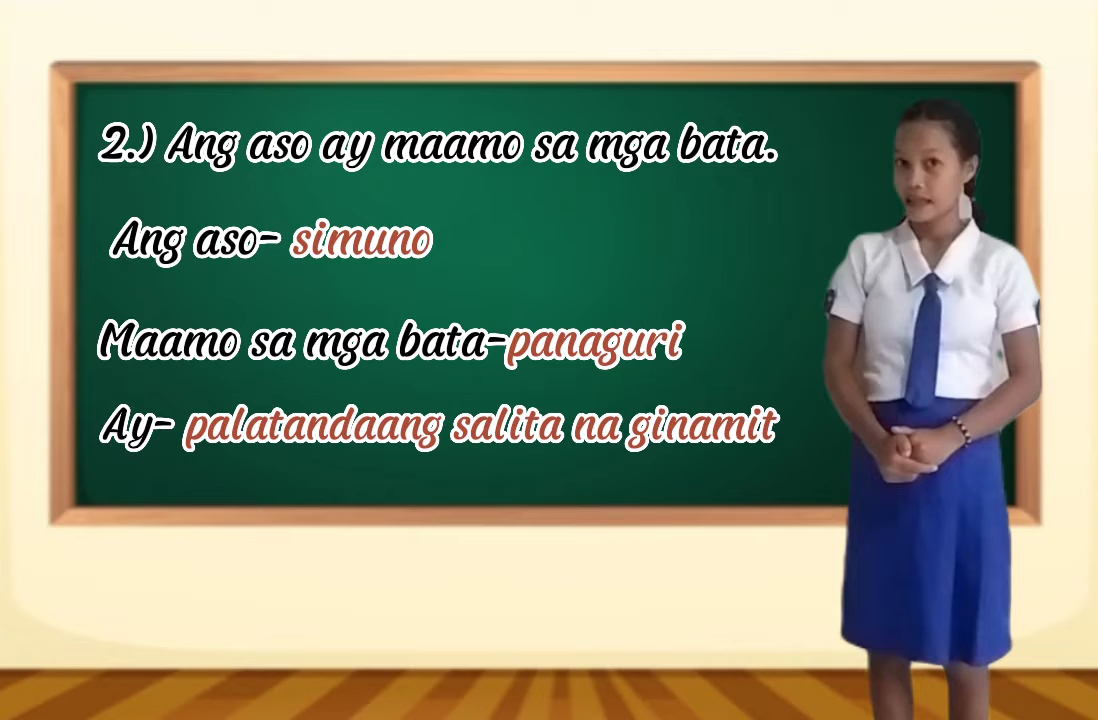 2.) Ang aso ay maamo sa mga bata.
Ang aso- simuno
Maamo sa mga bata-panaguri
Ay- palatandaang salita na ginamit